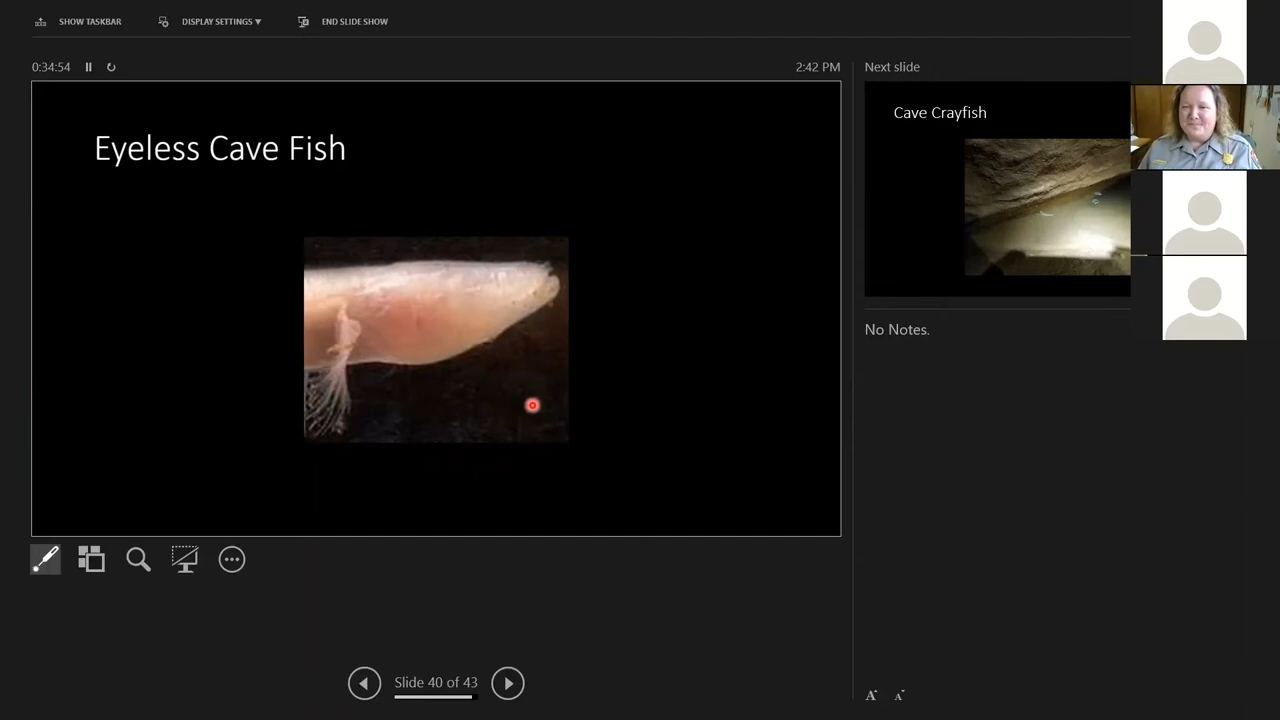 SHOW TASKBAR
DISPLAY SETTINGS ▼
END SLIDE SHOW
0:34:54
2:42 PM
Next slide
Eyeless Cave Fish
Cave Crayfish
No Notes.
Slide 40 of 43
A A